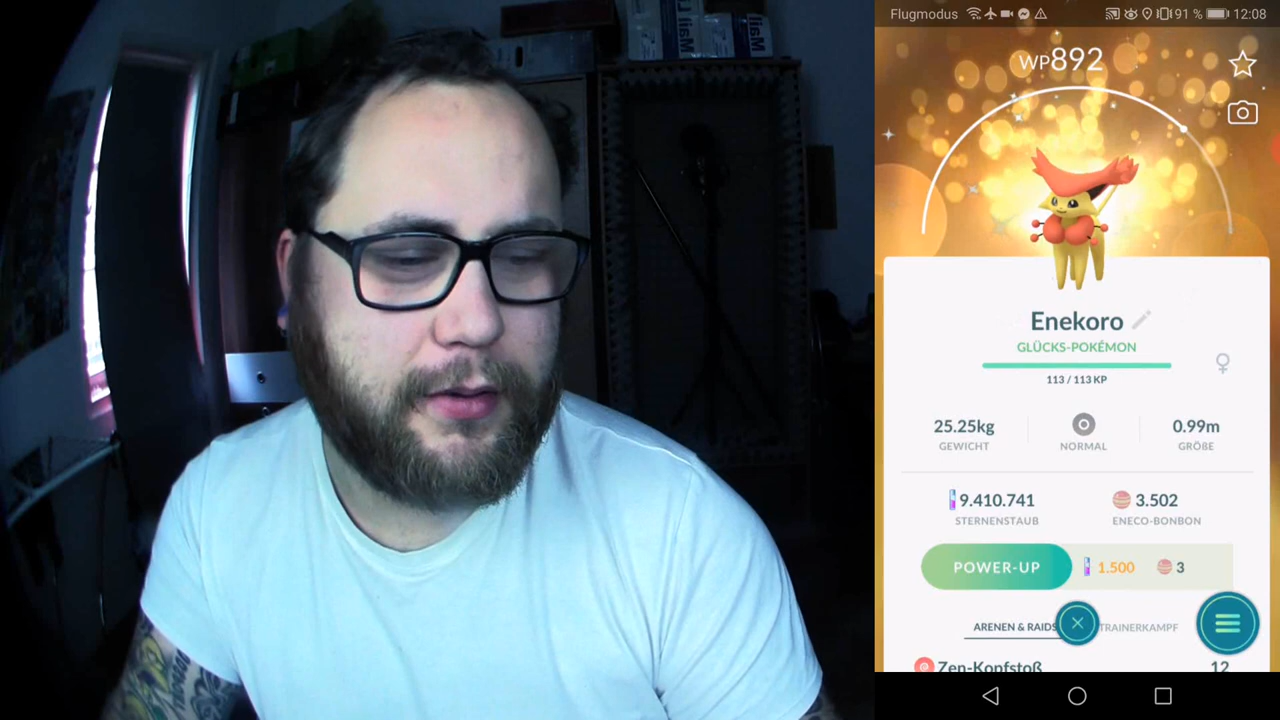 Flugmodus 91 % 12:08
WP892
Enekoro
GLÜCKS-POKÉMON
113 / 113 KP
25.25kg NORMAL 0.99m
GEWICHT GRÖßE
9.410.741 3.502
STERNENSTAUB ENECO-BONBON
POWER-UP 1.500 3
ARENEN & RAIDS TRAINERKAMPF
Zen-Kopfstoß 12